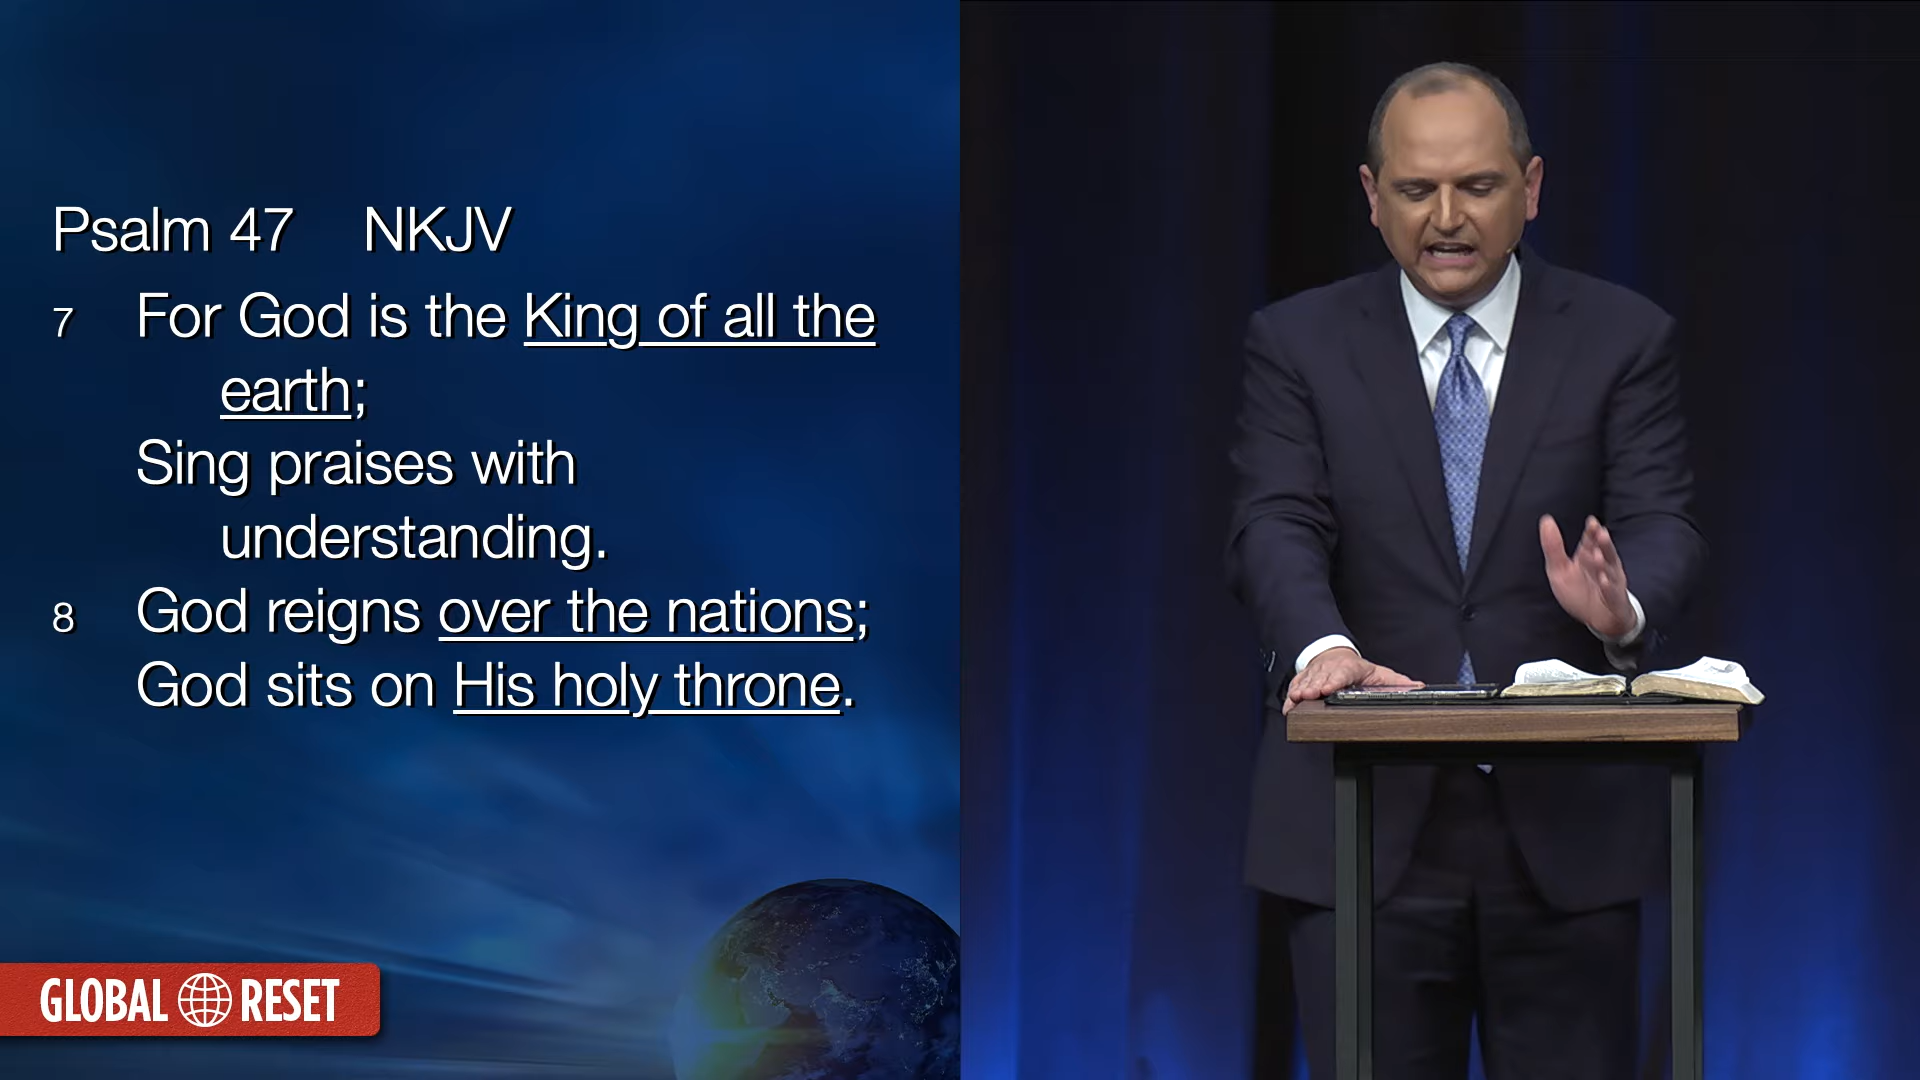 Psalm 47 NKJV
7 For God is the King of all the
earth;
Sing praises with
understanding.
8 God reigns over the nations;
God sits on His holy throne.
GLOBAL RESET